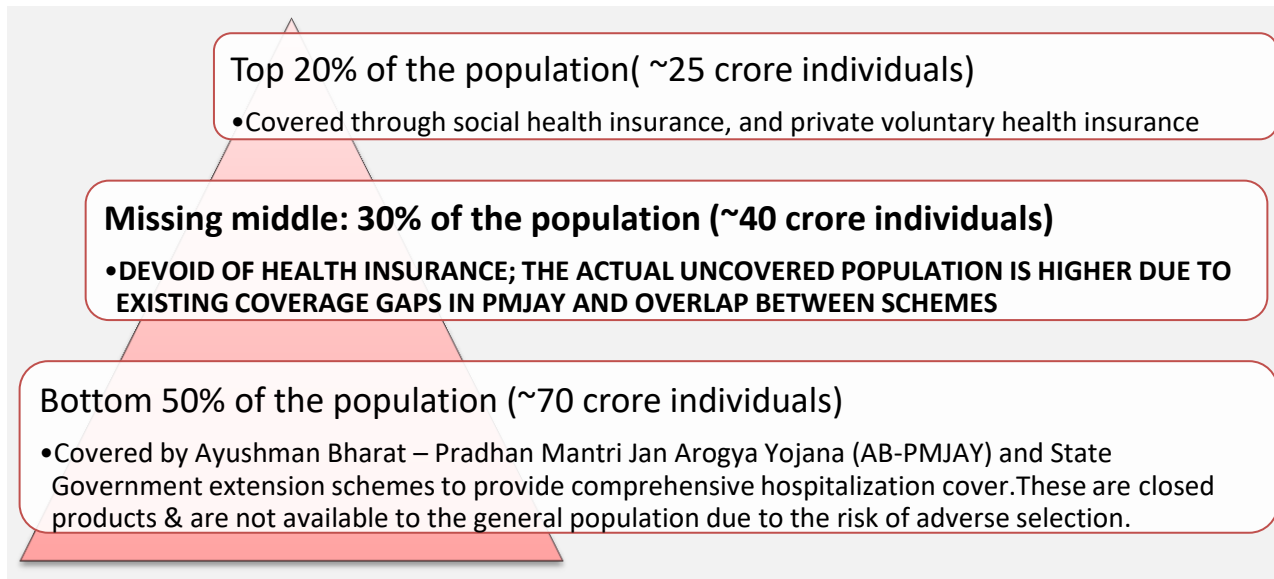 Top 20% of the population( ~25 crore individuals)
•Covered through social health insurance, and private voluntary health insurance
Missing middle: 30% of the population (~40 crore individuals)
•DEVOID OF HEALTH INSURANCE; THE ACTUAL UNCOVERED POPULATION IS HIGHER DUE TO
EXISTING COVERAGE GAPS IN PMJAY AND OVERLAP BETWEEN SCHEMES
Bottom 50% of the population (~70 crore individuals)
•Covered by Ayushman Bharat – Pradhan Mantri Jan Arogya Yojana (AB-PMJAY) and State
Government extension schemes to provide comprehensive hospitalization cover.These are closed
products & are not available to the general population due to the risk of adverse selection.